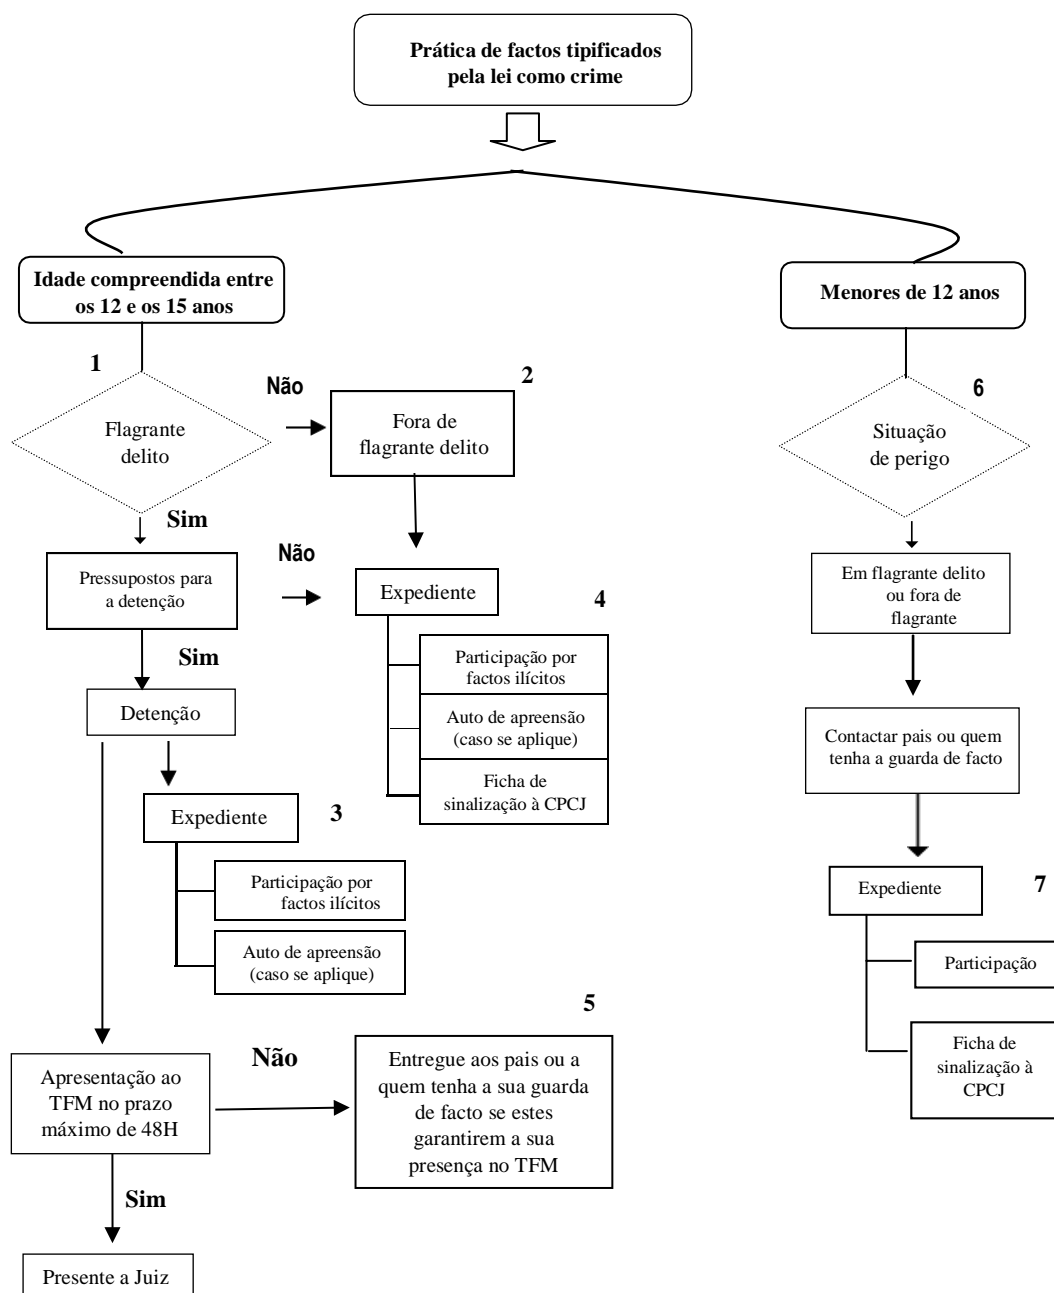 Prática de factos tipificados
pela lei como crime
Idade compreendida entre
os 12 e os 15 anos
Menores de 12 anos
1
Flagrante
delito
Não
2
Fora de
flagrante delito
6
Situação
de perigo
Sim
Pressupostos para
a detenção
Não
Expediente
4
Participação por
factos ilícitos
Auto de apreensão
(caso se aplique)
Ficha de
sinalização à CPCJ
Em flagrante delito
ou fora de
flagrante
Sim
Detenção
Contactar pais ou quem
tenha a guarda de facto
Expediente
3
Participação por
factos ilícitos
Auto de apreensão
(caso se aplique)
Expediente
7
Participação
Ficha de
sinalização à
CPCJ
Apresentação ao
TFM no prazo
máximo de 48H
Não
5
Entregue aos pais ou a
quem tenha a sua guarda
de facto se estes
garantirem a sua
presença no TFM
Sim
Presente a Juiz